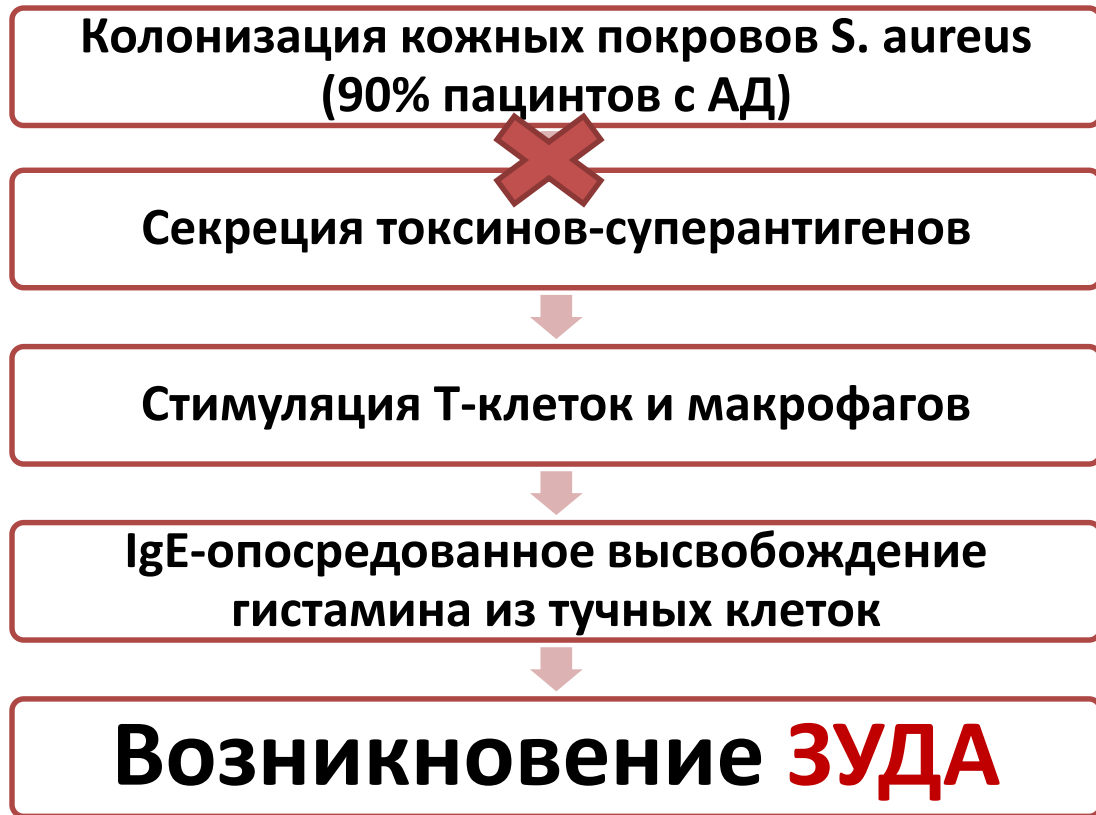 Колонизация кожных покровов S. aureus
(90% пацинтов с АД)
Секреция токсинов-суперантигенов
Стимуляция Т-клеток и макрофагов
IgE-опосредованное высвобождение
гистамина из тучных клеток
Возникновение ЗУДА